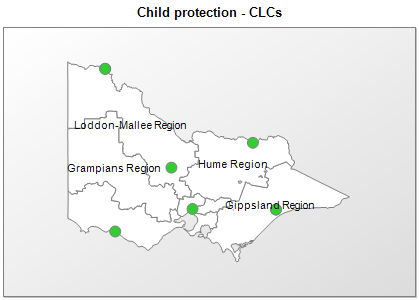 Child protection - CLCs
Loddon-Mallee Region
Hume Region
Grampians Region
Gippsland Region